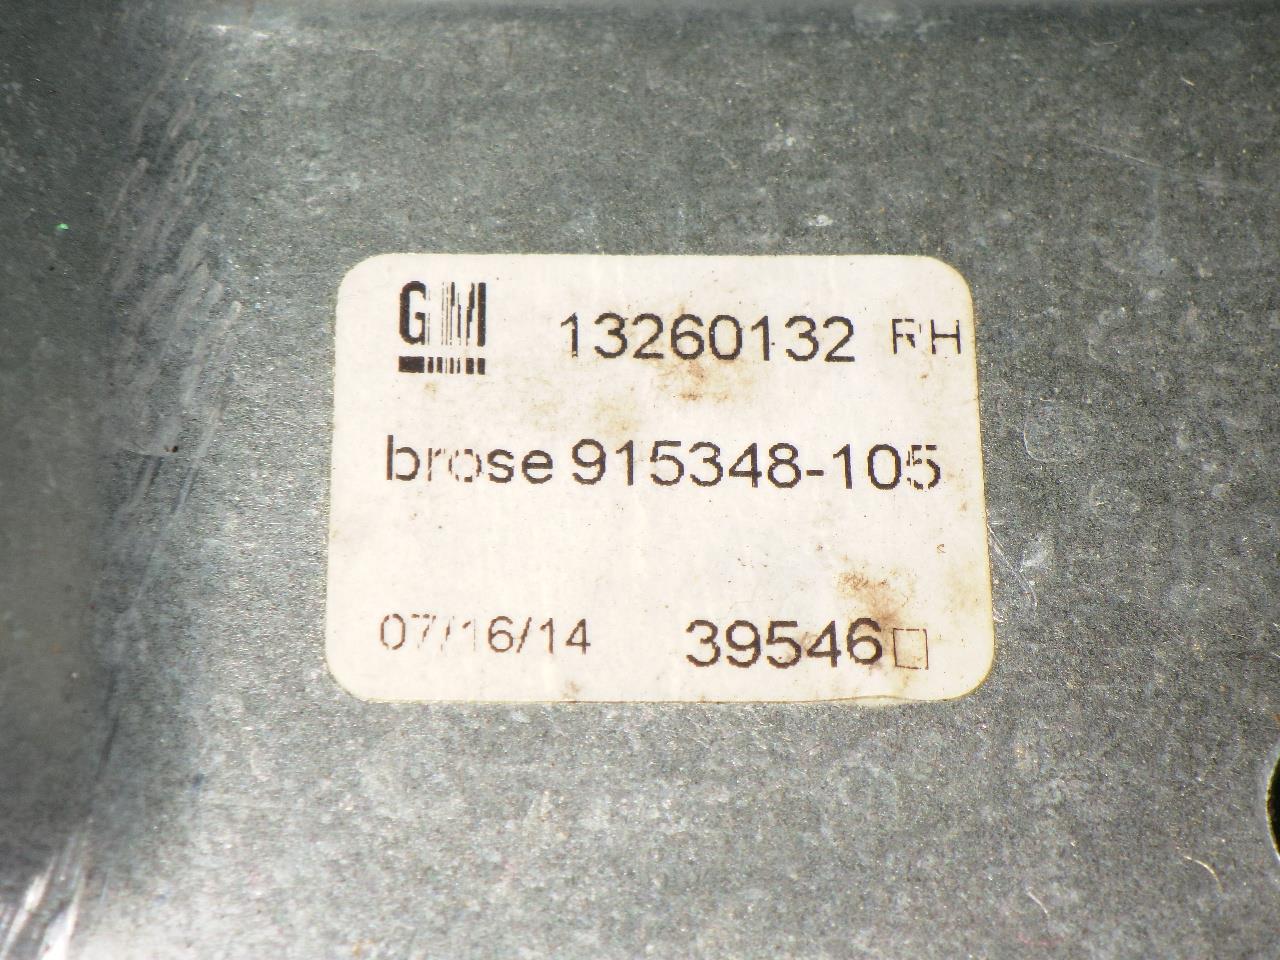 GM 13260132 RH
brose 915348-105
07/16/14 39546□